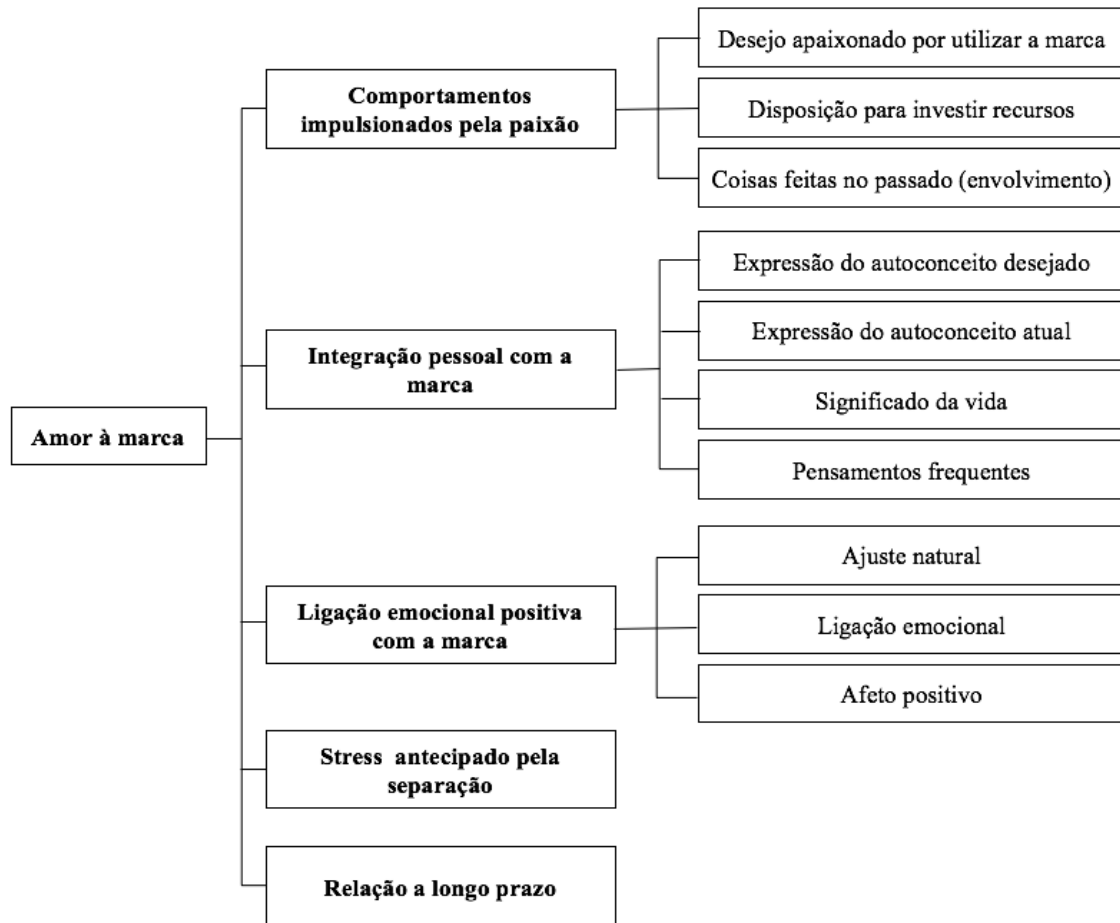 Amor à marca
Comportamentos
impulsionados pela paixão
Desejo apaixonado por utilizar a marca
Disposição para investir recursos
Coisas feitas no passado (envolvimento)
Integração pessoal com a
marca
Expressão do autoconceito desejado
Expressão do autoconceito atual
Significado da vida
Pensamentos frequentes
Ligação emocional positiva
com a marca
Ajuste natural
Ligação emocional
Afeto positivo
Stress antecipado pela
separação
Relação a longo prazo